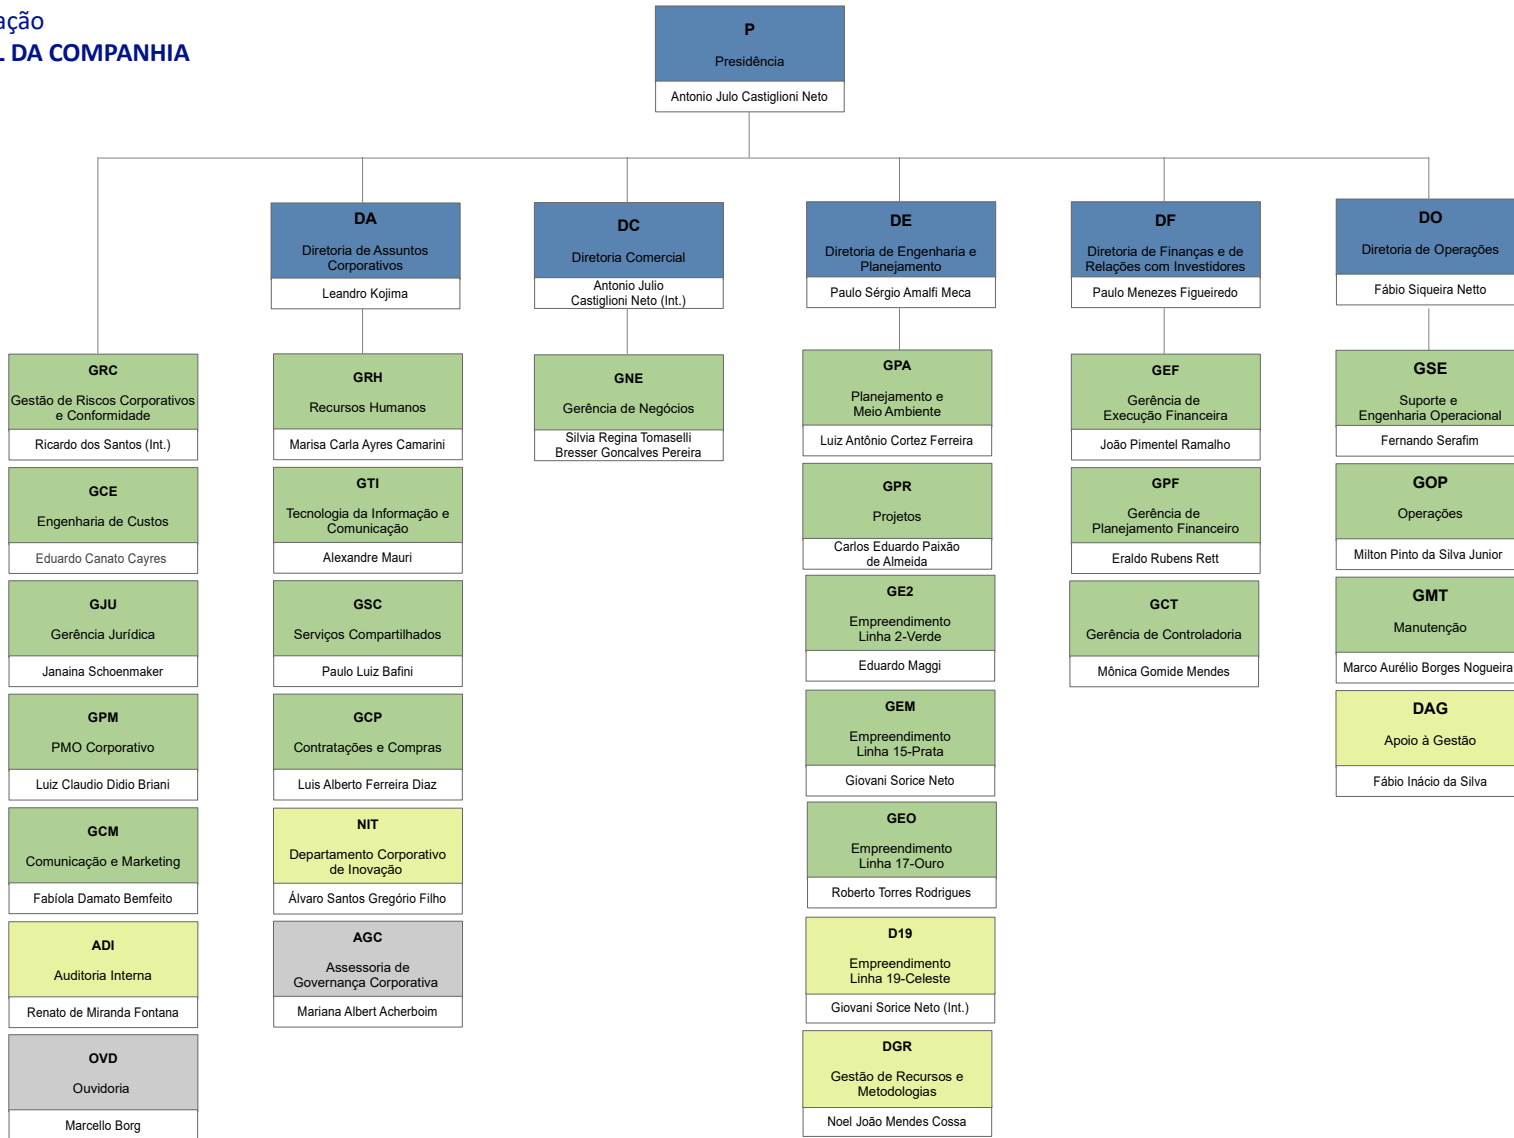 ação
L DA COMPANHIA
P
Presidência
Antonio Julo Castiglioni Neto
DA
Diretoria de Assuntos
Corporativos
Leandro Kojima
DC
Diretoria Comercial
Antonio Julio
Castiglioni Neto (Int.)
DE
Diretoria de Engenharia e
Planejamento
Paulo Sérgio Amalfi Meca
DF
Diretoria de Finanças e de
Relações com Investidores
Paulo Menezes Figueiredo
DO
Diretoria de Operações
Fábio Siqueira Netto
GRC
Gestão de Riscos Corporativos
e Conformidade
Ricardo dos Santos (Int.)
GCE
Engenharia de Custos
Eduardo Canato Cayres
GJU
Gerência Jurídica
Janaina Schoenmaker
GPM
PMO Corporativo
Luiz Claudio Didio Briani
GCM
Comunicação e Marketing
Fabíola Damato Bemfeito
ADI
Auditoria Interna
Renato de Miranda Fontana
OVD
Ouvidoria
Marcello Borg
GRH
Recursos Humanos
Marisa Carla Ayres Camarini
GTI
Tecnologia da Informação e
Comunicação
Alexandre Mauri
GSC
Serviços Compartilhados
Paulo Luiz Bafini
GCP
Contratações e Compras
Luis Alberto Ferreira Diaz
NIT
Departamento Corporativo
de Inovação
Álvaro Santos Gregório Filho
AGC
Assessoria de
Governança Corporativa
Mariana Albert Acherboim
GNE
Gerência de Negócios
Silvia Regina Tomaselli
Bresser Goncalves Pereira
GPA
Planejamento e
Meio Ambiente
Luiz Antônio Cortez Ferreira
GPR
Projetos
Carlos Eduardo Paixão
de Almeida
GE2
Empreendimento
Linha 2-Verde
Eduardo Maggi
GEM
Empreendimento
Linha 15-Prata
Giovani Sorice Neto
GEO
Empreendimento
Linha 17-Ouro
Roberto Torres Rodrigues
D19
Empreendimento
Linha 19-Celeste
Giovani Sorice Neto (Int.)
DGR
Gestão de Recursos e
Metodologias
Noel João Mendes Cossa
GEF
Gerência de
Execução Financeira
João Pimentel Ramalho
GPF
Gerência de
Planejamento Financeiro
Eraldo Rubens Rett
GCT
Gerência de Controladoria
Mônica Gomide Mendes
GSE
Suporte e
Engenharia Operacional
Fernando Serafim
GOP
Operações
Milton Pinto da Silva Junior
GMT
Manutenção
Marco Aurélio Borges Nogueira
DAG
Apoio à Gestão
Fábio Inácio da Silva